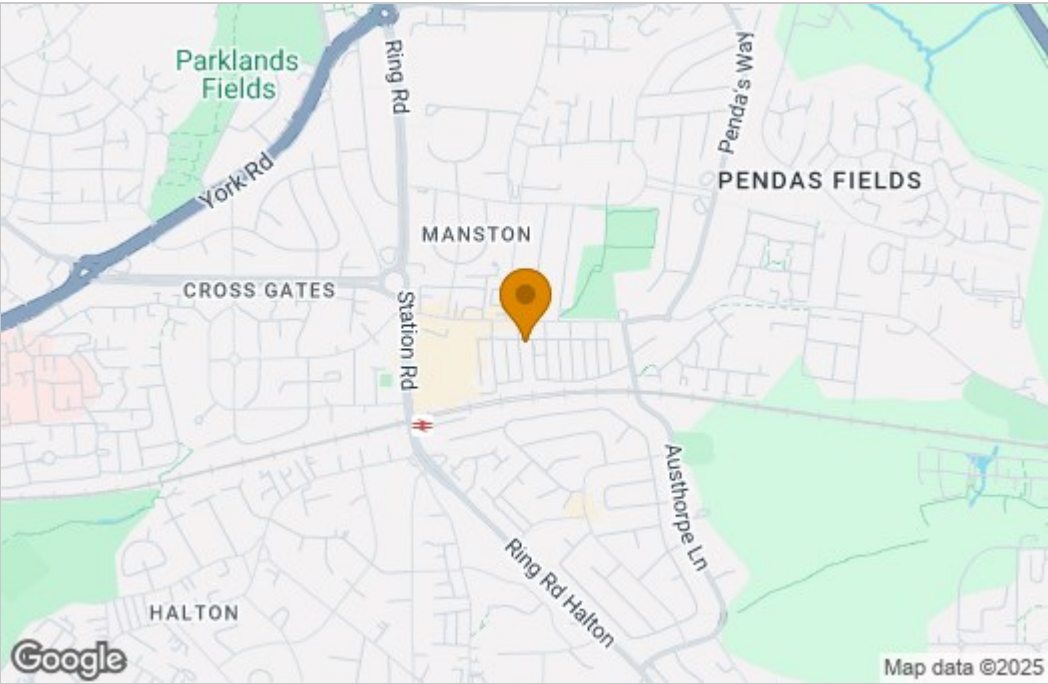 Parklands
Fields
Ring Rd
Penda's Way
York Rd
PENDAS FIELDS
MANSTON
CROSS GATES
Station Rd
Austhorpe Ln
Ring Rd Halton
HALTON
Google
Map data ©2025